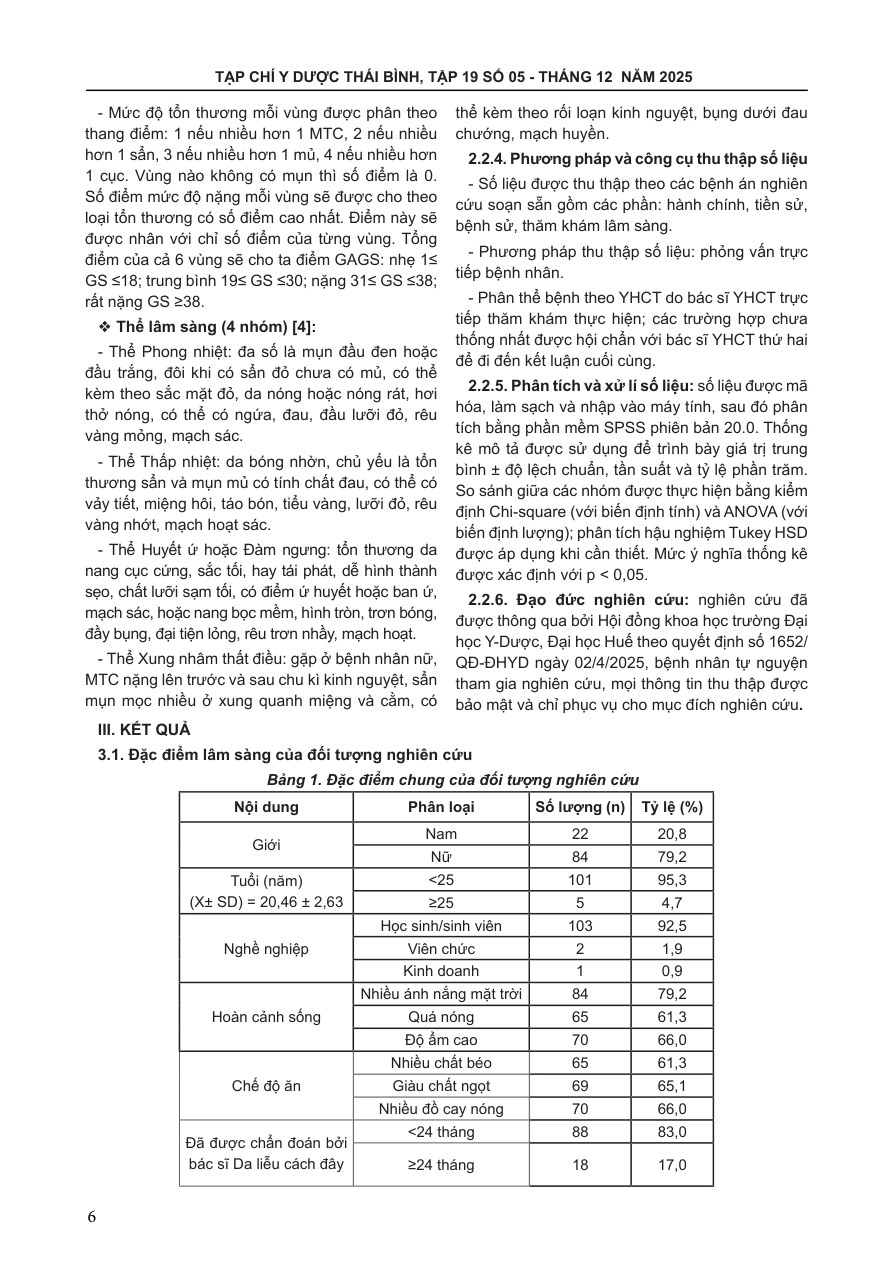 TẠP CHÍ Y DƯỢC THÁI BÌNH, TẬP 19 SỐ 05 - THÁNG 12 NĂM 2025
- Mức độ tổn thương mỗi vùng được phân theo
thang điểm: 1 nếu nhiều hơn 1 MTC, 2 nếu nhiều
hơn 1 sẩn, 3 nếu nhiều hơn 1 mủ, 4 nếu nhiều hơn
1 cục. Vùng nào không có mụn thì số điểm là 0.
Số điểm mức độ nặng mỗi vùng sẽ được cho theo
loại tổn thương có số điểm cao nhất. Điểm này sẽ
được nhân với chỉ số điểm của từng vùng. Tổng
điểm của cả 6 vùng sẽ cho ta điểm GAGS: nhẹ 1≤
GS ≤18; trung bình 19≤ GS ≤30; nặng 31≤ GS ≤38;
rất nặng GS ≥38.
❖ Thể lâm sàng (4 nhóm) [4]:
- Thể Phong nhiệt: đa số là mụn đầu đen hoặc
đầu trắng, đôi khi có sẩn đỏ chưa có mủ, có thể
kèm theo sắc mặt đỏ, da nóng hoặc nóng rát, hơi
thở nóng, có thể có ngứa, đau, đầu lưỡi đỏ, rêu
vàng mỏng, mạch sác.
- Thể Thấp nhiệt: da bóng nhờn, chủ yếu là tổn
thương sẩn và mụn mủ có tính chất đau, có thể có
vảy tiết, miệng hôi, táo bón, tiểu vàng, lưỡi đỏ, rêu
vàng nhớt, mạch hoạt sác.
- Thể Huyết ứ hoặc Đàm ngưng: tổn thương da
nang cục cứng, sắc tối, hay tái phát, dễ hình thành
sẹo, chất lưỡi sạm tối, có điểm ứ huyết hoặc ban ứ,
mạch sác, hoặc nang bọc mềm, hình tròn, trơn bóng,
đầy bụng, đại tiện lỏng, rêu trơn nhầy, mạch hoạt.
- Thể Xung nhâm thất điều: gặp ở bệnh nhân nữ,
MTC nặng lên trước và sau chu kì kinh nguyệt, sẩn
mụn mọc nhiều ở xung quanh miệng và cằm, có
thể kèm theo rối loạn kinh nguyệt, bụng dưới đau
chướng, mạch huyền.
2.2.4. Phương pháp và công cụ thu thập số liệu
- Số liệu được thu thập theo các bệnh án nghiên
cứu soạn sẵn gồm các phần: hành chính, tiền sử,
bệnh sử, thăm khám lâm sàng.
- Phương pháp thu thập số liệu: phỏng vấn trực
tiếp bệnh nhân.
- Phân thể bệnh theo YHCT do bác sĩ YHCT trực
tiếp thăm khám thực hiện; các trường hợp chưa
thống nhất được hội chẩn với bác sĩ YHCT thứ hai
để đi đến kết luận cuối cùng.
2.2.5. Phân tích và xử lí số liệu: số liệu được mã
hóa, làm sạch và nhập vào máy tính, sau đó phân
tích bằng phần mềm SPSS phiên bản 20.0. Thống
kê mô tả được sử dụng để trình bày giá trị trung
bình ± độ lệch chuẩn, tần suất và tỷ lệ phần trăm.
So sánh giữa các nhóm được thực hiện bằng kiểm
định Chi-square (với biến định tính) và ANOVA (với
biến định lượng); phân tích hậu nghiệm Tukey HSD
được áp dụng khi cần thiết. Mức ý nghĩa thống kê
được xác định với p < 0,05.
2.2.6. Đạo đức nghiên cứu: nghiên cứu đã
được thông qua bởi Hội đồng khoa học trường Đại
học Y-Dược, Đại học Huế theo quyết định số 1652/
QĐ-ĐHYD ngày 02/4/2025, bệnh nhân tự nguyện
tham gia nghiên cứu, mọi thông tin thu thập được
bảo mật và chỉ phục vụ cho mục đích nghiên cứu.
III. KẾT QUẢ
3.1. Đặc điểm lâm sàng của đối tượng nghiên cứu
Bảng 1. Đặc điểm chung của đối tượng nghiên cứu
Nội dung Phân loại Số lượng (n) Tỷ lệ (%)
Giới
Nam 22 20,8
Nữ 84 79,2
Tuổi (năm)
(X± SD) = 20,46 ± 2,63
<25 101 95,3
≥25 5 4,7
Nghề nghiệp
Học sinh/sinh viên 103 92,5
Viên chức 2 1,9
Kinh doanh 1 0,9
Hoàn cảnh sống
Nhiều ánh nắng mặt trời 84 79,2
Quá nóng 65 61,3
Độ ẩm cao 70 66,0
Chế độ ăn
Nhiều chất béo 65 61,3
Giàu chất ngọt 69 65,1
Nhiều đồ cay nóng 70 66,0
Đã được chẩn đoán bởi
bác sĩ Da liễu cách đây
<24 tháng 88 83,0
≥24 tháng 18 17,0
6